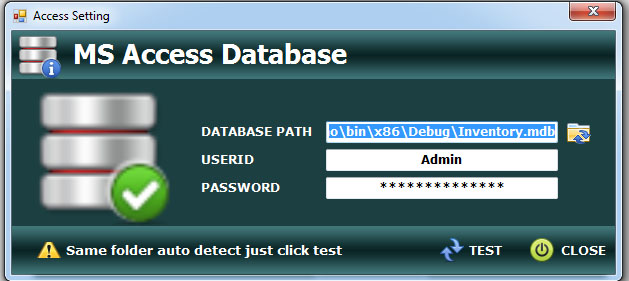 Access Setting
MS Access Database
DATABASE PATH o\bin\x86\Debug\Inventory.mdb
USERID Admin
PASSWORD **************
Same folder auto detect just click test TEST CLOSE